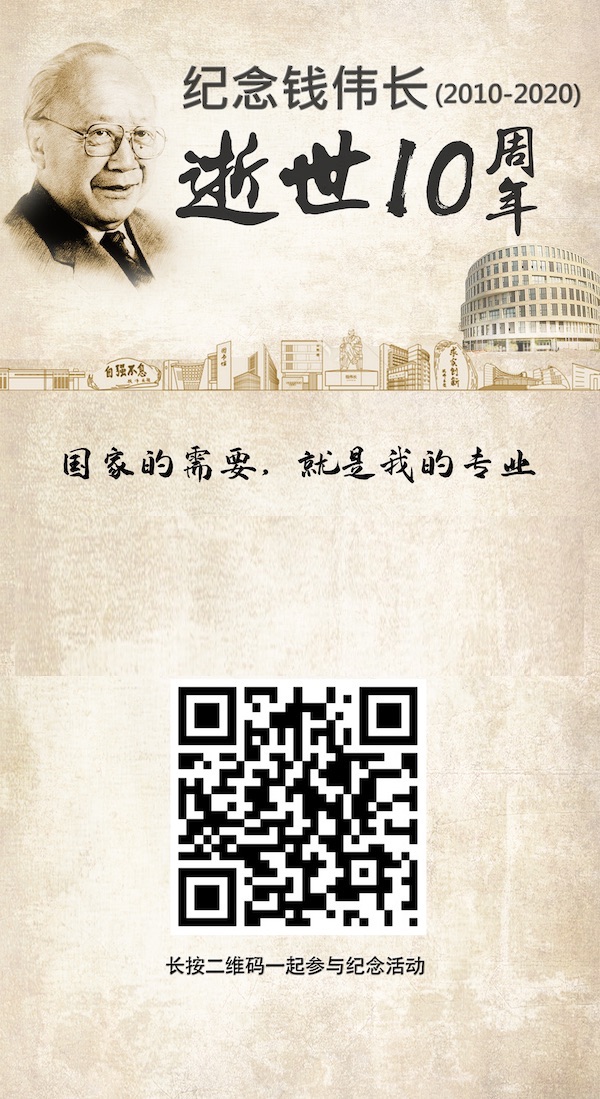 纪念钱伟长(2010-2020)
逝世10周年
自强不息
求实创新
国家的需要，就是我的专业
长按二维码一起参与纪念活动